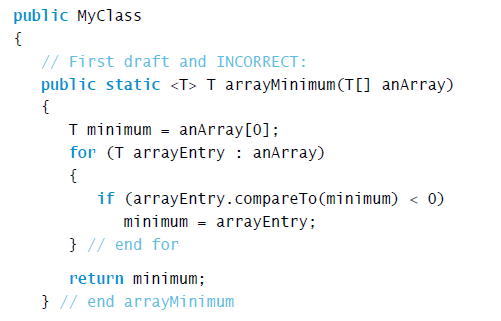 public MyClass
{
   // First draft and INCORRECT:
   public static <T> T arrayMinimum(T[] anArray)
   {
      T minimum = anArray[0];
      for (T arrayEntry : anArray)
      {
         if (arrayEntry.compareTo(minimum) < 0)
            minimum = arrayEntry;
      } // end for
      return minimum;
   } // end arrayMinimum